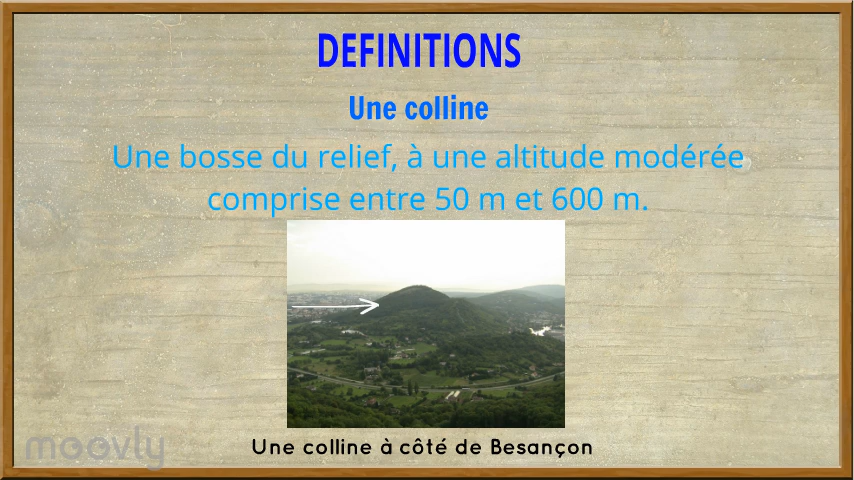 DEFINITIONS
Une colline
Une bosse du relief, à une altitude modérée
comprise entre 50 m et 600 m.
Une colline à côté de Besançon
moovly